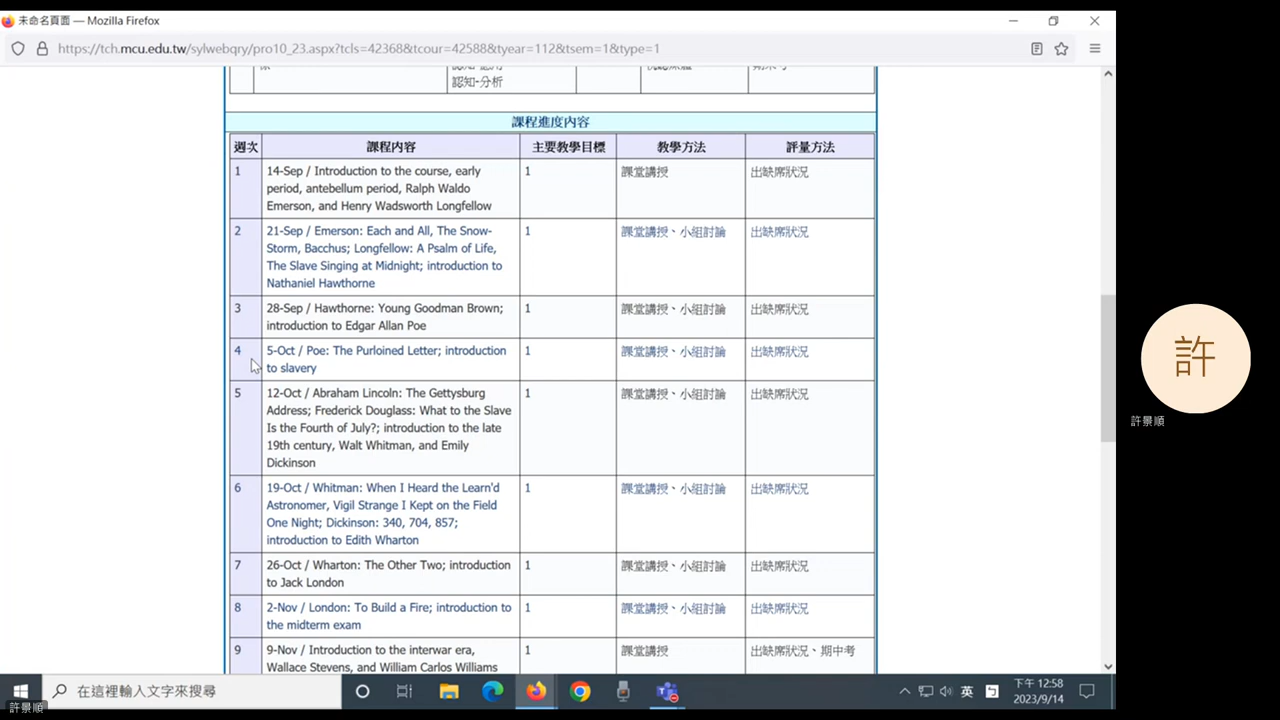 未命名頁面 — Mozilla Firefox
https://tch.mcu.edu.tw/sylwebqry/pro10_23.aspx?tcls=42368&tcour=42588&tyear=112&tsem=1&type=1
認知-分析
課程進度內容
週次 課程內容 主要教學目標 教學方法 評量方法
1 14-Sep / Introduction to the course, early 1 課堂講授 出缺席狀況
period, antebellum period, Ralph Waldo
Emerson, and Henry Wadsworth Longfellow
2 21-Sep / Emerson: Each and All, The Snow- 1 課堂講授、小組討論 出缺席狀況
Storm, Bacchus; Longfellow: A Psalm of Life,
The Slave Singing at Midnight; introduction to
Nathaniel Hawthorne
3 28-Sep / Hawthorne: Young Goodman Brown; 1 課堂講授、小組討論 出缺席狀況
introduction to Edgar Allan Poe
4 5-Oct / Poe: The Purloined Letter; introduction 1 課堂講授、小組討論 出缺席狀況
to slavery
5 12-Oct / Abraham Lincoln: The Gettysburg 1 課堂講授、小組討論 出缺席狀況
Address; Frederick Douglass: What to the Slave
Is the Fourth of July?; introduction to the late
19th century, Walt Whitman, and Emily
Dickinson
6 19-Oct / Whitman: When I Heard the Learn'd 1 課堂講授、小組討論 出缺席狀況
Astronomer, Vigil Strange I Kept on the Field
One Night; Dickinson: 340, 704, 857;
introduction to Edith Wharton
7 26-Oct / Wharton: The Other Two; introduction 1 課堂講授、小組討論 出缺席狀況
to Jack London
8 2-Nov / London: To Build a Fire; introduction to 1 課堂講授、小組討論 出缺席狀況
the midterm exam
9 9-Nov / Introduction to the interwar era, 1 課堂講授 出缺席狀況、期中考
Wallace Stevens, and William Carlos Williams
許
許景順
在這裡輸入文字來搜尋
英
下午 12:58
2023/9/14
許景順